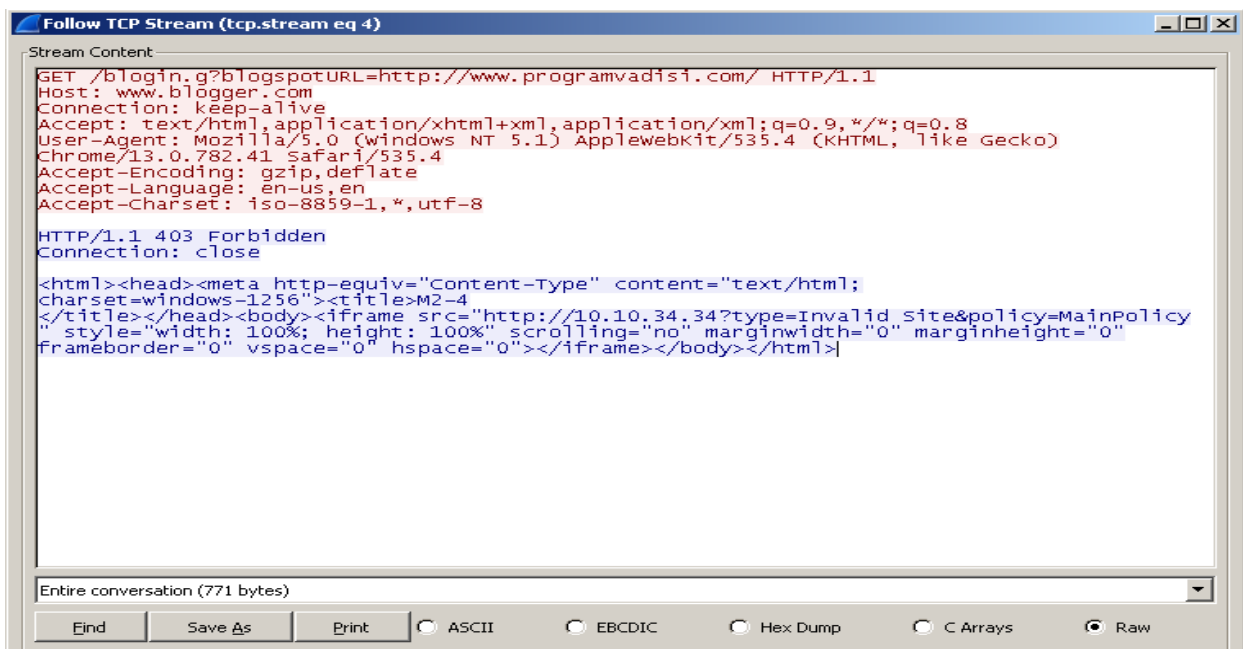 Follow TCP Stream (tcp.stream eq 4)
Stream Content
GET /blogin.g?blogspotURL=http://www.programvadisi.com/ HTTP/1.1
Host: www.blogger.com
Connection: keep-alive
Accept: text/html,application/xhtml+xml,application/xml;q=0.9,*/*;q=0.8
User-Agent: Mozilla/5.0 (Windows NT 5.1) AppleWebKit/535.4 (KHTML, like Gecko)
Chrome/13.0.782.41 Safari/535.4
Accept-Encoding: gzip,deflate
Accept-Language: en-us,en
Accept-Charset: iso-8859-1,*,utf-8
HTTP/1.1 403 Forbidden
Connection: close
<html><head><meta http-equiv="Content-Type" content="text/html;
charset=windows-1256"><title>M2-4
</title></head><body><iframe src="http://10.10.34.34?type=Invalid Site&policy=MainPolicy
" style="width: 100%; height: 100%" scrolling="no" marginwidth="0" marginheight="0"
frameborder="0" vspace="0" hspace="0"></iframe></body></html>
Entire conversation (771 bytes)
Find Save As Print ASCII EBCDIC Hex Dump C Arrays Raw